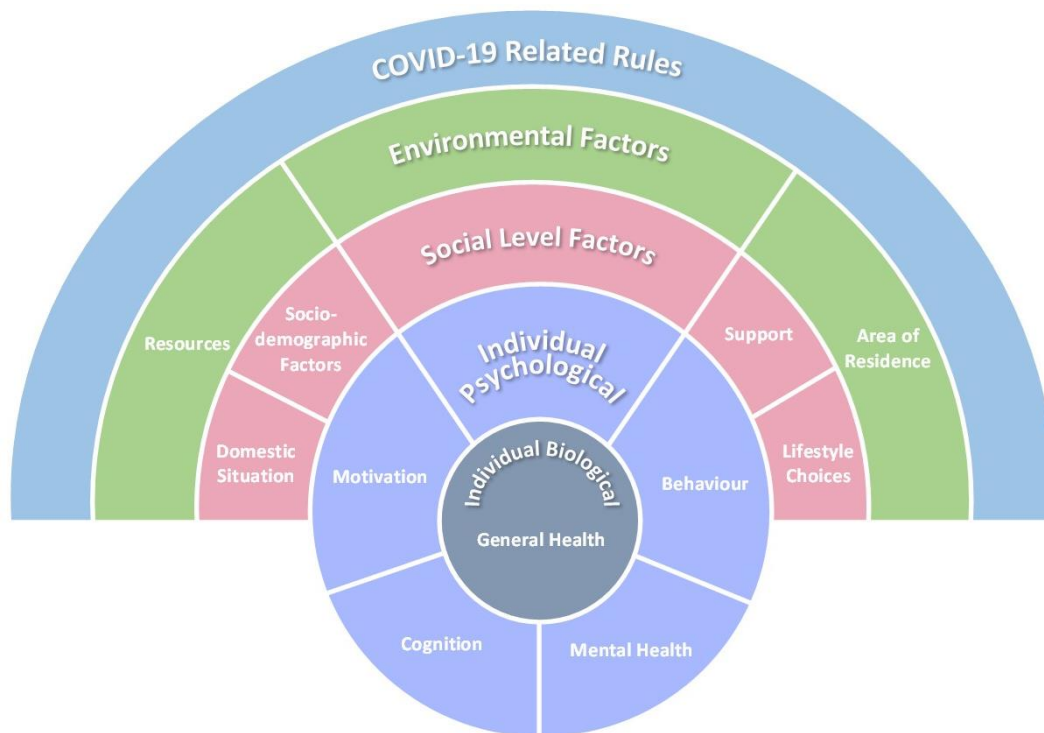 COVID-19 Related Rules
Environmental Factors
Social Level Factors
Individual
Psychological
Individual Biological
General Health
Resources
Socio-
demographic
Factors
Domestic
Situation
Motivation
Cognition
Mental Health
Behaviour
Support
Lifestyle
Choices
Area of
Residence